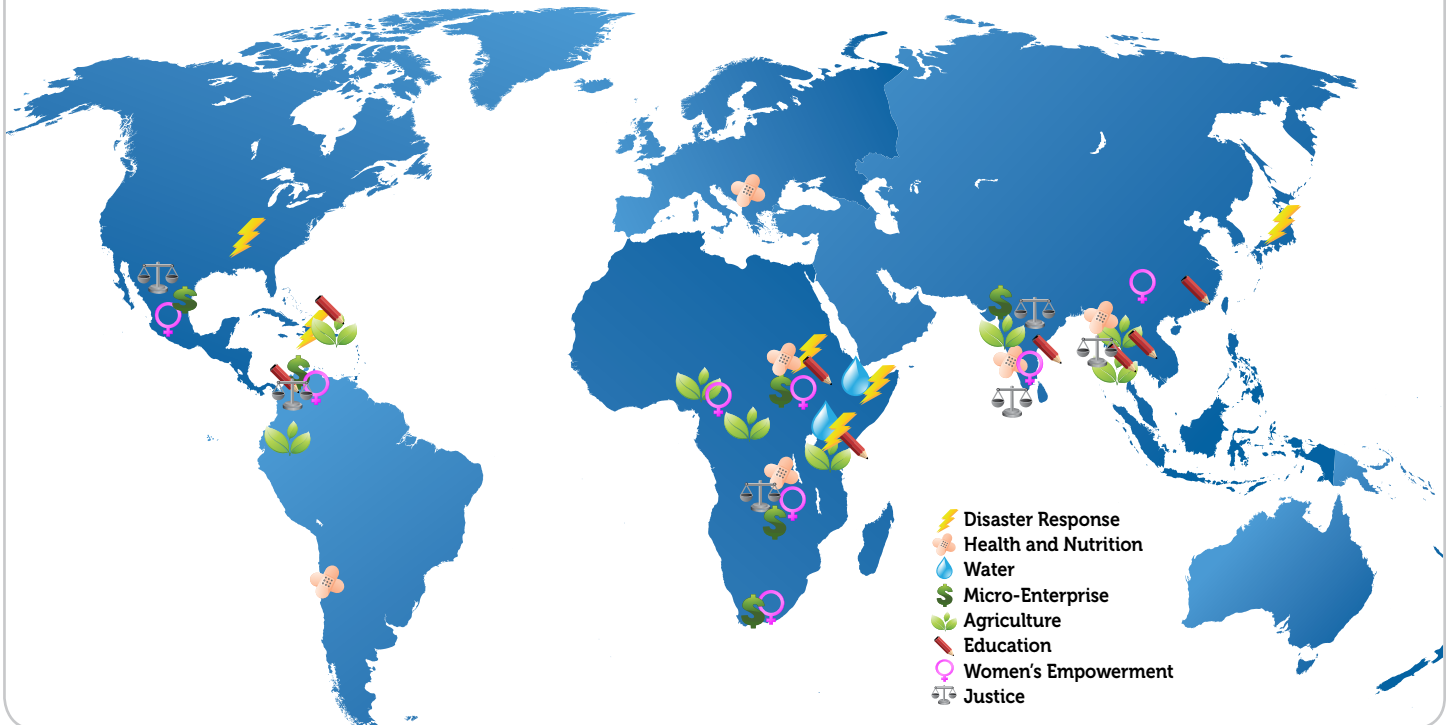 Disaster Response
Health and Nutrition
Water
Micro-Enterprise
Agriculture
Education
Women's Empowerment
Justice